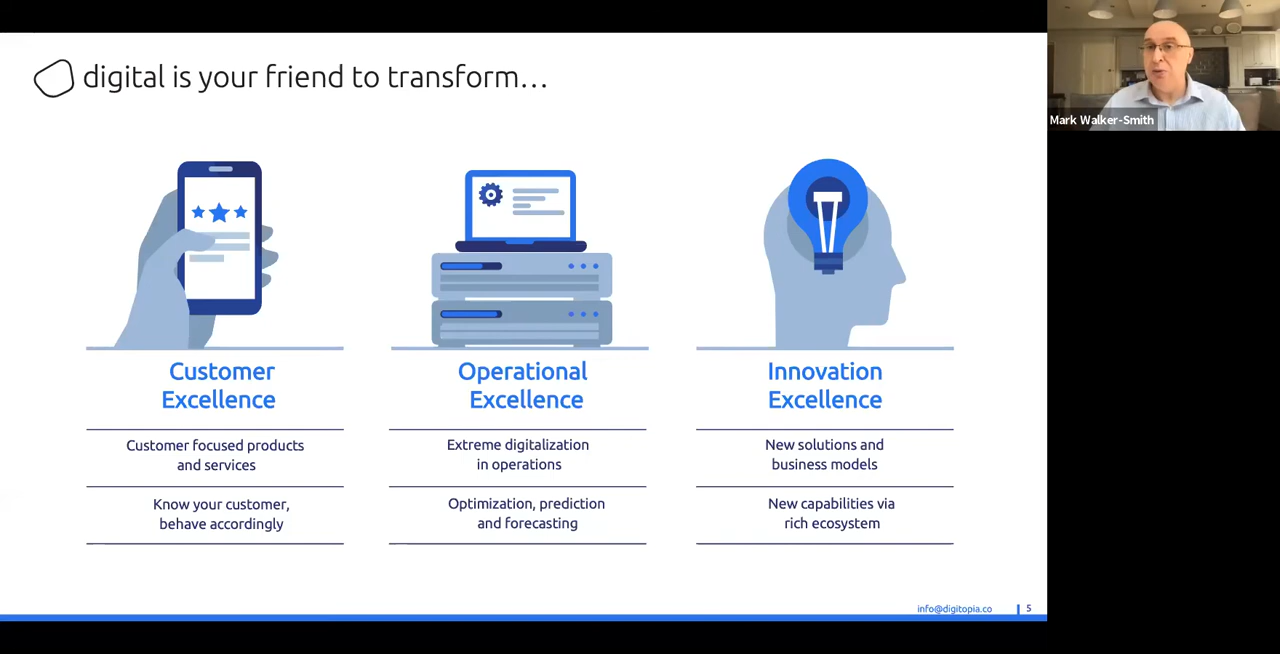 digital is your friend to transform…
Mark Walker-Smith
Customer
Excellence
Customer focused products
and services
Know your customer,
behave accordingly
Operational
Excellence
Extreme digitalization
in operations
Optimization, prediction
and forecasting
Innovation
Excellence
New solutions and
business models
New capabilities via
rich ecosystem
info@digitopia.co
5